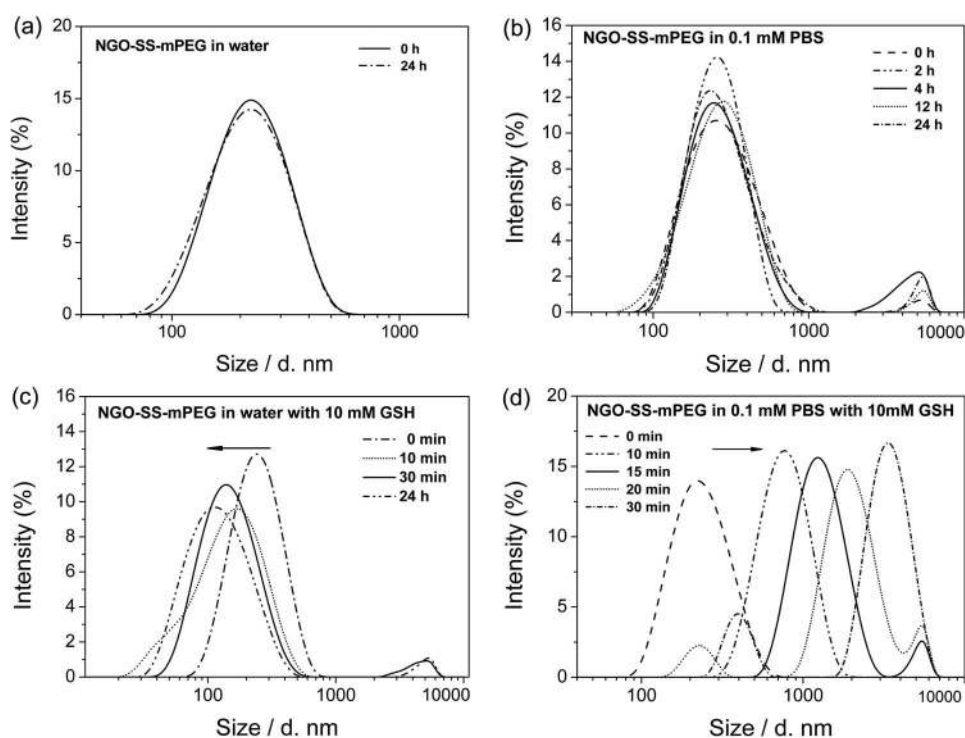 (a)
NGO-SS-mPEG in water
0 h
24 h
20
15
10
5
0
100
1000
Intensity (%)
Size / d. nm
(b)
NGO-SS-mPEG in 0.1 mM PBS
0 h
2 h
4 h
12 h
24 h
16
14
12
10
8
6
4
2
0
100
1000
10000
Intensity (%)
Size / d. nm
(c)
NGO-SS-mPEG in water with 10 mM GSH
0 min
10 min
30 min
24 h
16
14
12
10
8
6
4
2
0
100
1000
10000
Intensity (%)
Size / d. nm
(d)
NGO-SS-mPEG in 0.1 mM PBS with 10mM GSH
0 min
10 min
15 min
20 min
30 min
20
15
10
5
0
100
1000
10000
Intensity (%)
Size / d. nm